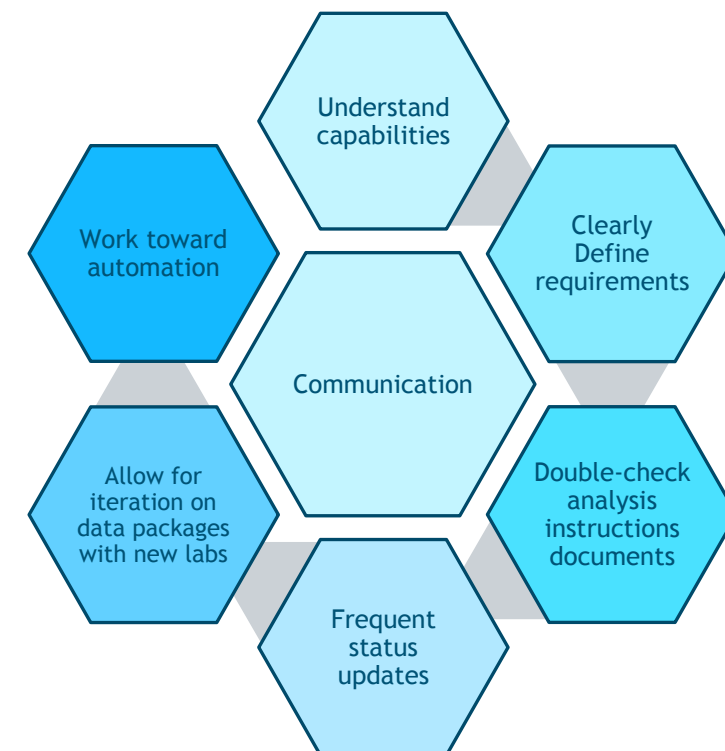 Understand
capabilities
Clearly
Define
requirements
Double-check
analysis
instructions
documents
Frequent
status
updates
Allow for
iteration on
data packages
with new labs
Work toward
automation
Communication